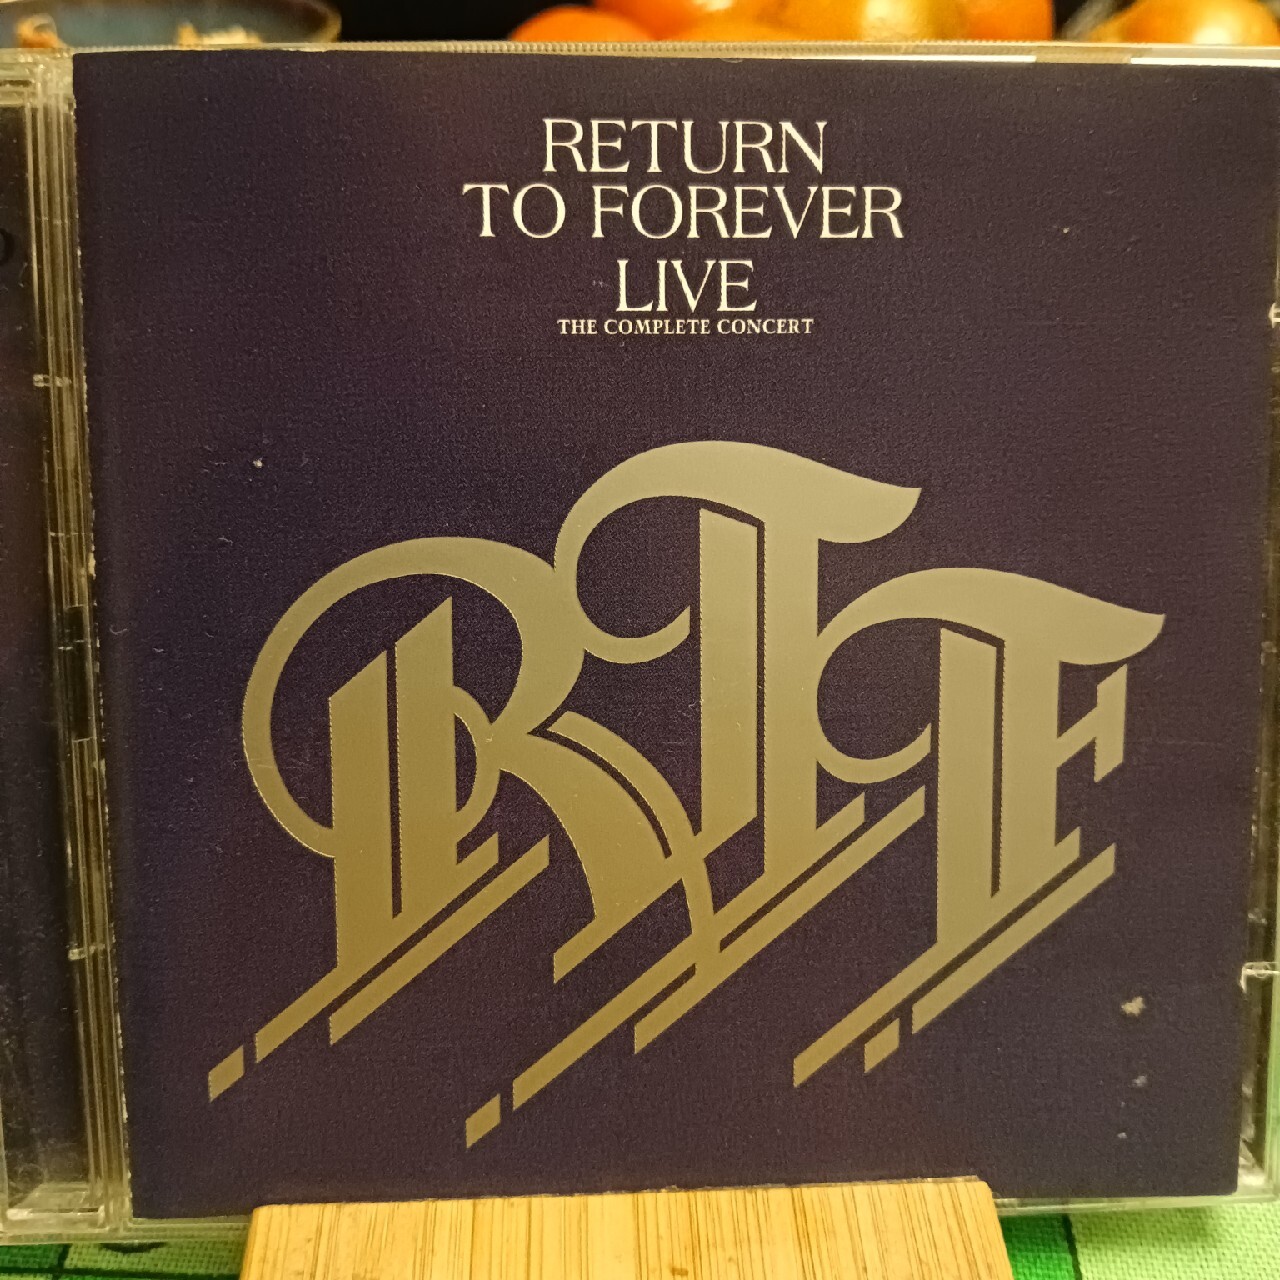 RETURN
TO FOREVER
LIVE
THE COMPLETE CONCERT
RTF